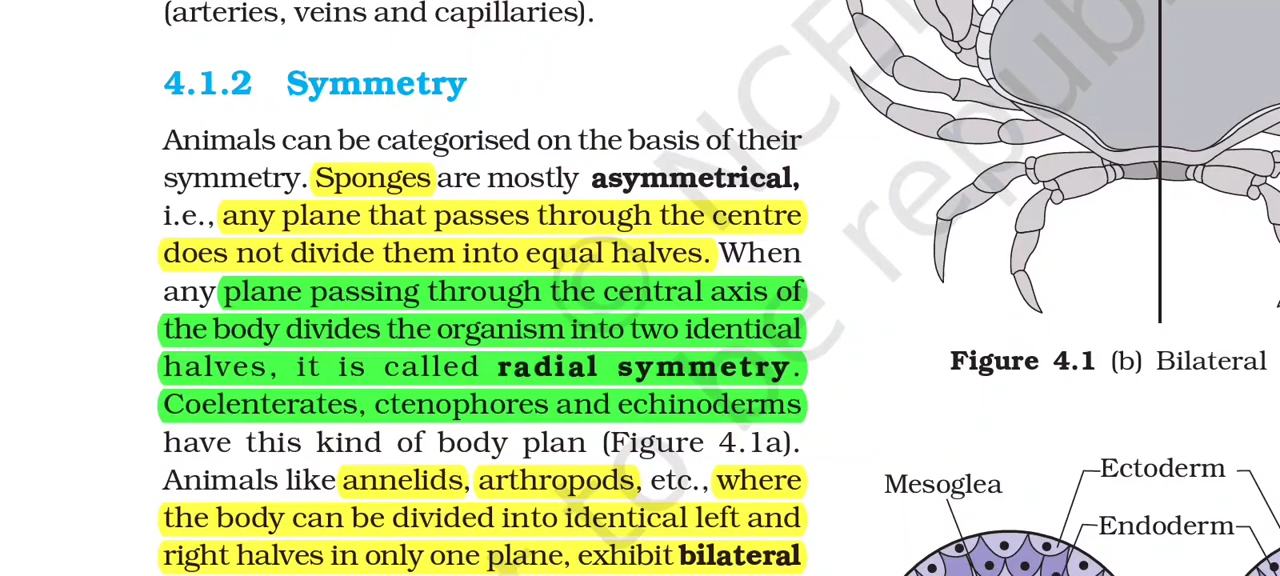 (arteries, veins and capillaries).
4.1.2 Symmetry
Animals can be categorised on the basis of their
symmetry. Sponges are mostly asymmetrical,
i.e., any plane that passes through the centre
does not divide them into equal halves. When
any plane passing through the central axis of
the body divides the organism into two identical
halves, it is called radial symmetry.
Coelenterates, ctenophores and echinoderms
have this kind of body plan (Figure 4.1a).
Animals like annelids, arthropods, etc., where
the body can be divided into identical left and
right halves in only one plane, exhibit bilateral
Figure 4.1 (b) Bilateral
Mesoglea
Ectoderm
Endoderm
© NCE
to be republ